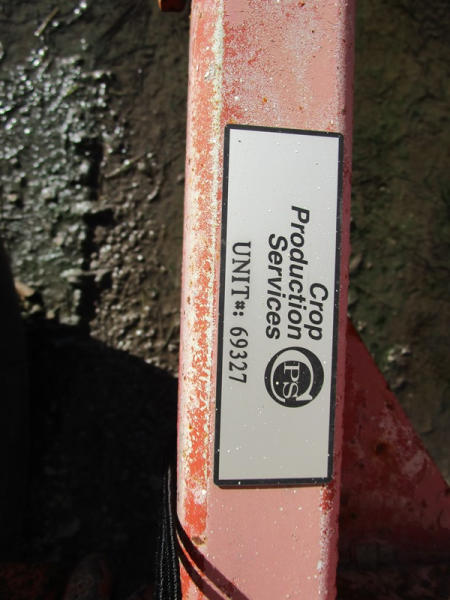 Crop
Production
Services
CPS
UNIT#: 69327